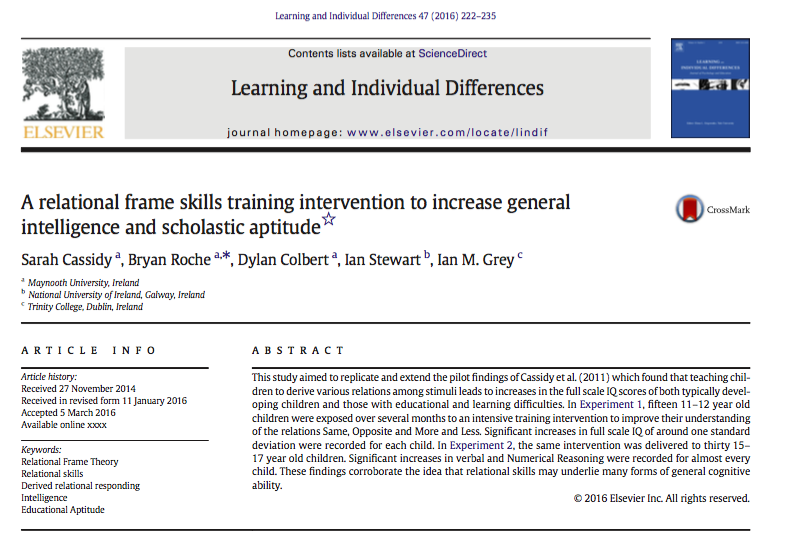 Learning and Individual Differences 47 (2016) 222–235
Contents lists available at ScienceDirect
Learning and Individual Differences
journal homepage: www.elsevier.com/locate/lindif
ELSEVIER
A relational frame skills training intervention to increase general
intelligence and scholastic aptitude☆
CrossMark
Sarah Cassidy a, Bryan Roche a,*, Dylan Colbert a, Ian Stewart b, Ian M. Grey c
a Maynooth University, Ireland
b National University of Ireland, Galway, Ireland
c Trinity College, Dublin, Ireland
ARTICLE INFO
Article history:
Received 27 November 2014
Received in revised form 11 January 2016
Accepted 5 March 2016
Available online xxxx
Keywords:
Relational Frame Theory
Relational skills
Derived relational responding
Intelligence
Educational Aptitude
ABSTRACT
This study aimed to replicate and extend the pilot findings of Cassidy et al. (2011) which found that teaching chil-
dren to derive various relations among stimuli leads to increases in the full scale IQ scores of both typically devel-
oping children and those with educational and learning difficulties. In Experiment 1, fifteen 11–12 year old
children were exposed over several months to an intensive training intervention to improve their understanding
of the relations Same, Opposite and More and Less. Significant increases in full scale IQ of around one standard
deviation were recorded for each child. In Experiment 2, the same intervention was delivered to thirty 15–
17 year old children. Significant increases in verbal and Numerical Reasoning were recorded for almost every
child. These findings corroborate the idea that relational skills may underlie many forms of general cognitive
ability.
© 2016 Elsevier Inc. All rights reserved.